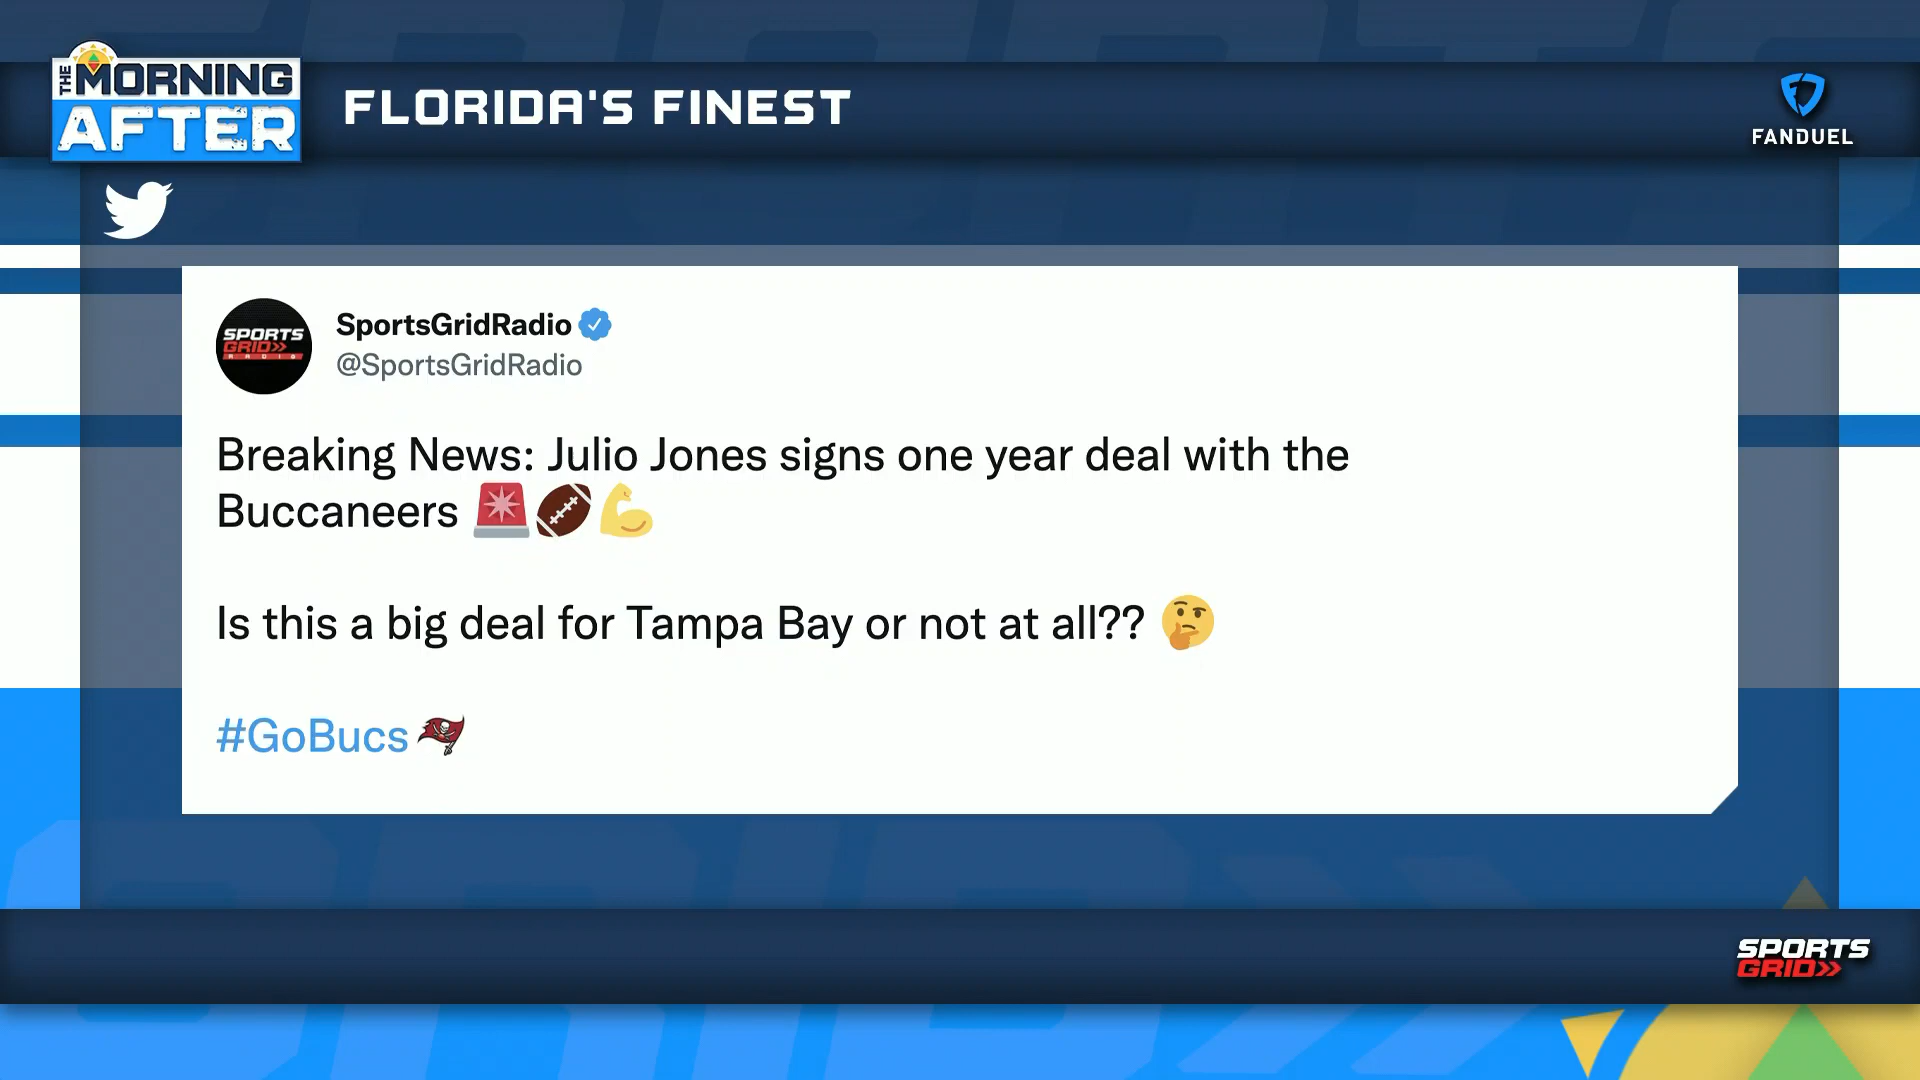 THE MORNING
AFTER
FLORIDA'S FINEST
FANDUEL
SPORTS
GRID
RADIO
SportsGridRadio
@SportsGridRadio
Breaking News: Julio Jones signs one year deal with the
Buccaneers 🚨🏈💪
Is this a big deal for Tampa Bay or not at all?? 🤔
#GoBucs
SPORTS
GRID